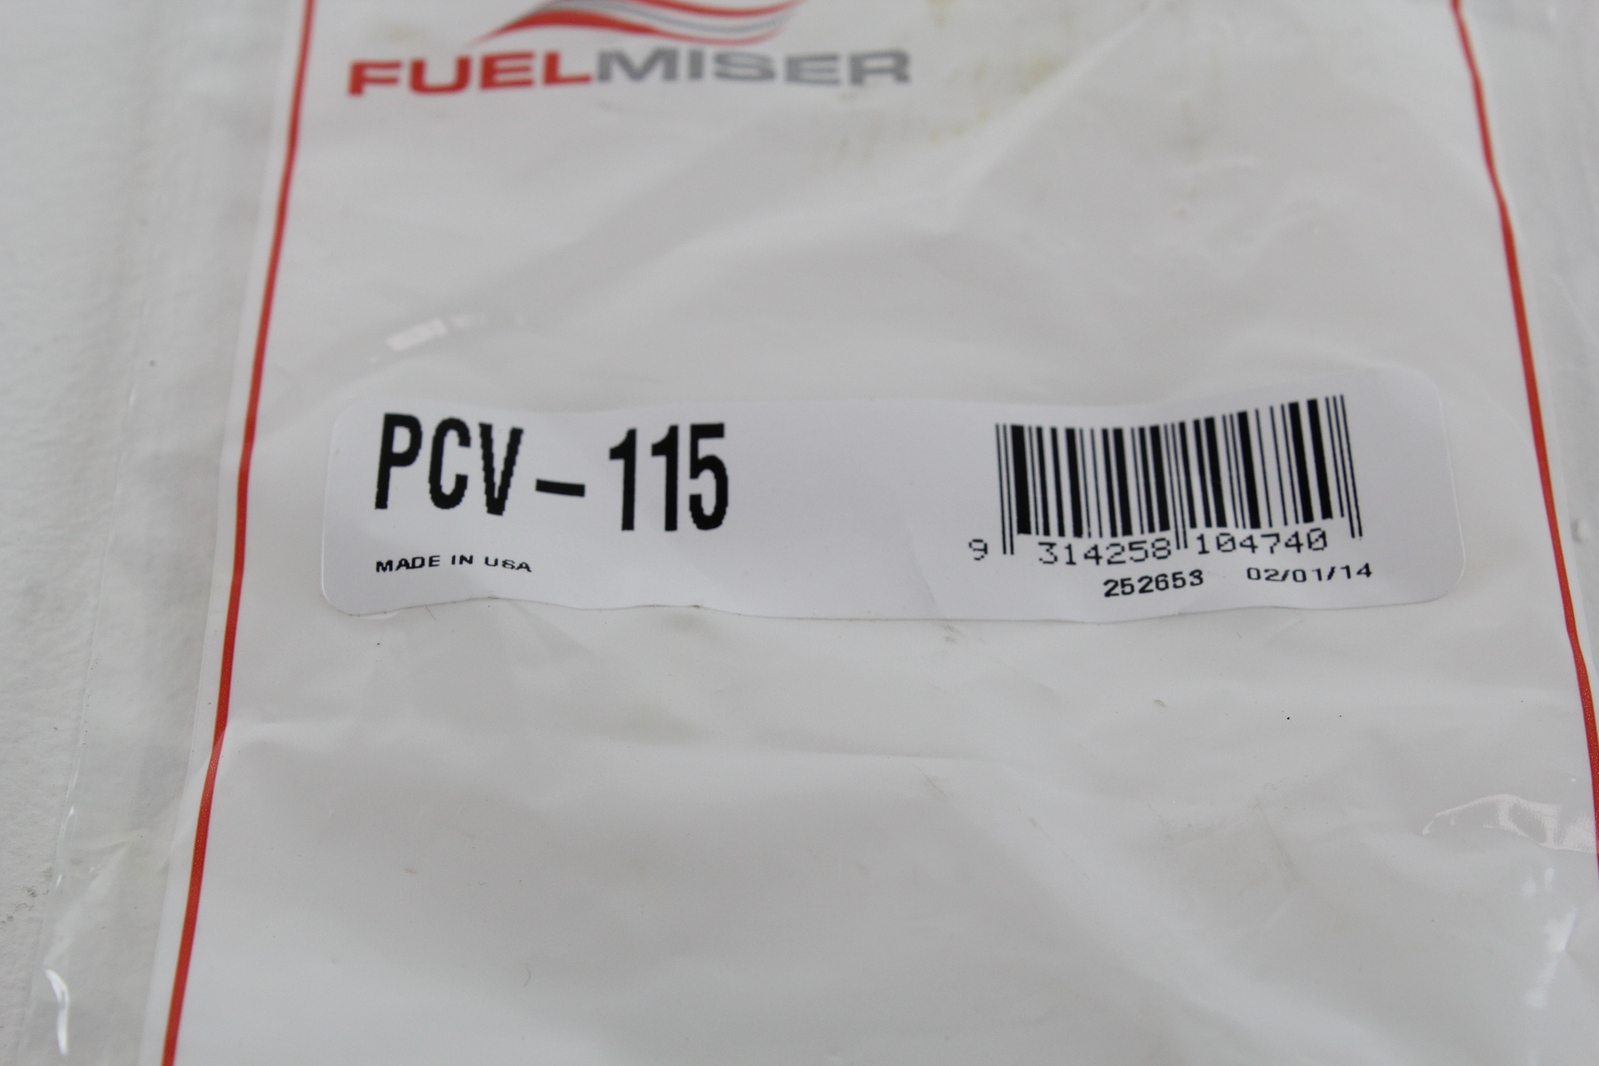 FUELMISER
PCV-115
MADE IN USA
9 314258 104740
252653 02/01/14